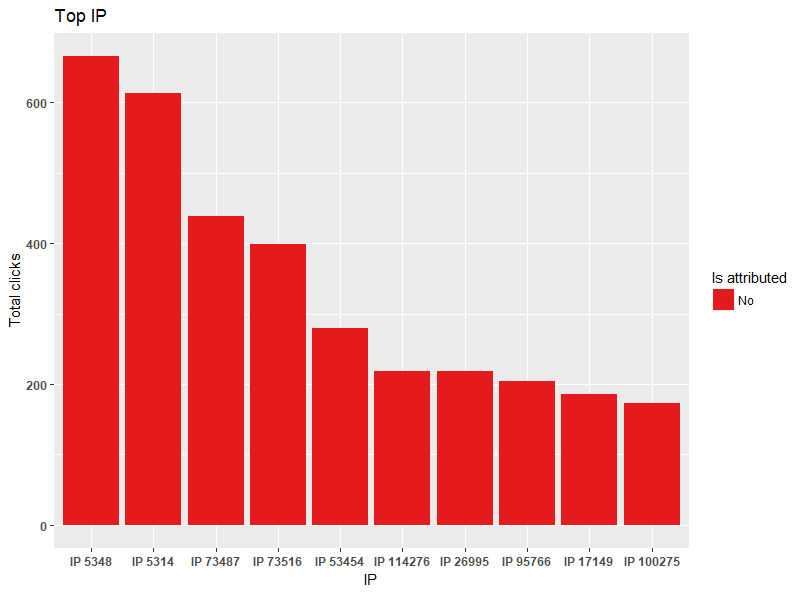 Top IP
Total clicks
600
400
200
0
IP 5348 IP 5314 IP 73487 IP 73516 IP 53454 IP 114276 IP 26995 IP 95766 IP 17149 IP 100275
IP
Is attributed
No